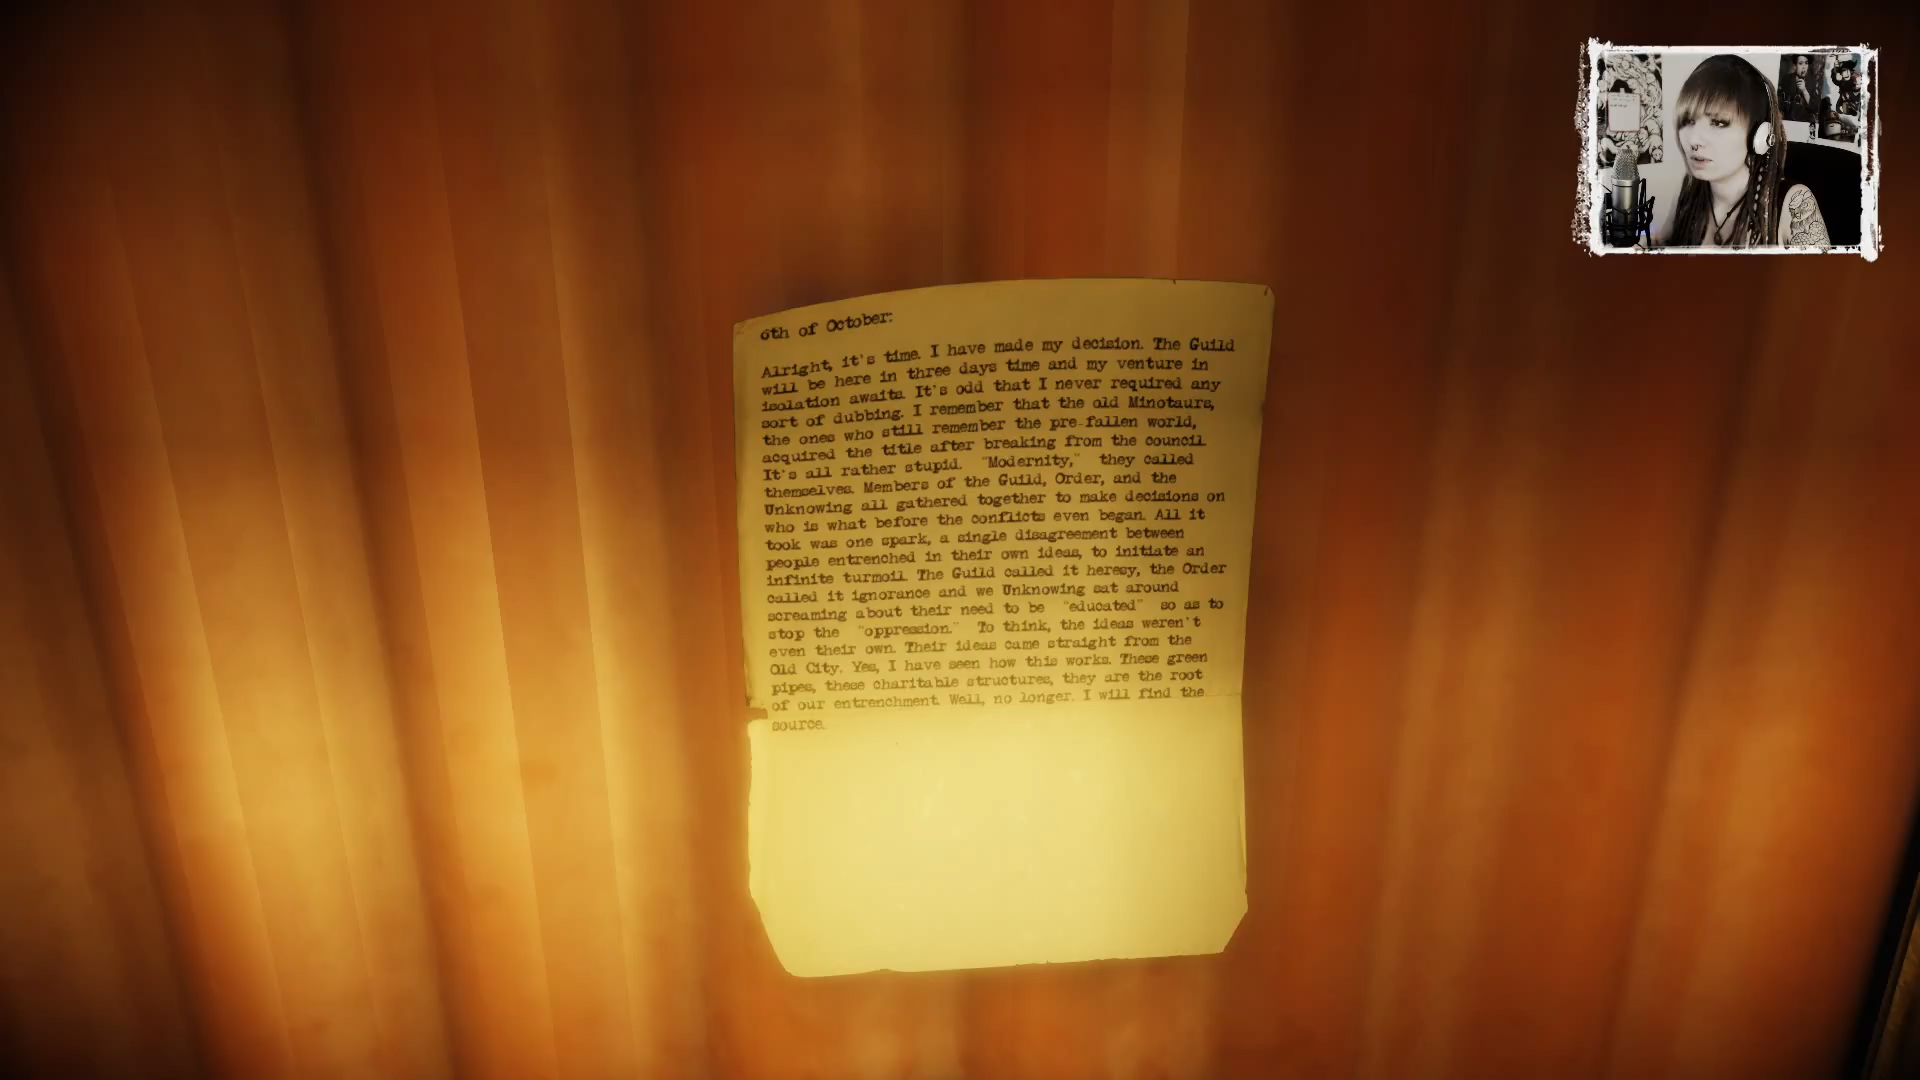 6th of October:
Alright, it's time. I have made my decision. The Guild
will be here in three days time and my venture in
isolation awaits. It's odd that I never required any
sort of dubbing. I remember that the old Minotaurs,
the ones who still remember the pre-fallen world,
acquired the title after breaking from the council.
It's all rather stupid. "Modernity," they called
themselves. Members of the Guild, Order, and the
Unknowing all gathered together to make decisions on
who is what before the conflicts even began. All it
took was one spark, a single disagreement between
people entrenched in their own ideas, to initiate an
infinite turmoil. The Guild called it heresy, the Order
called it ignorance and we Unknowing sat around
screaming about their need to be "educated" so as to
stop the "oppression." To think, the ideas weren't
even their own. Their ideas came straight from the
Old City. Yes, I have seen how this works. These green
pipes, these charitable structures, they are the root
of our entrenchment. Well, no longer. I will find the
source.